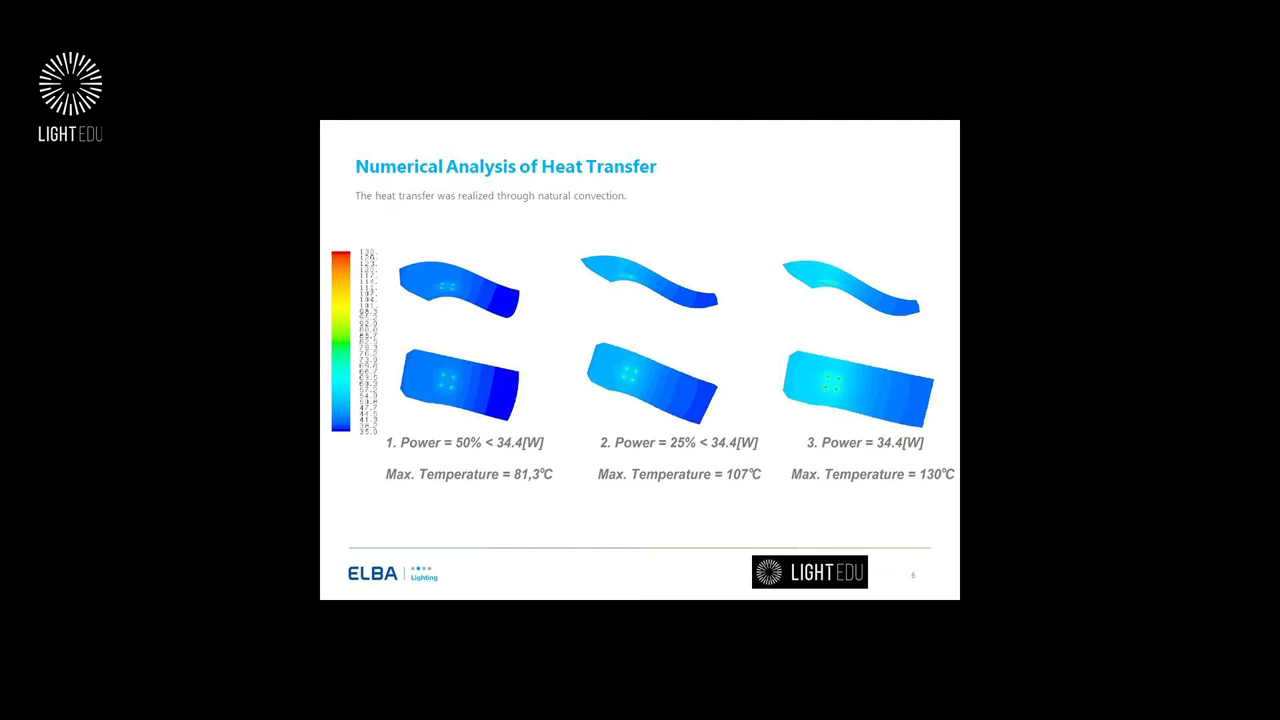 LIGHT EDU
Numerical Analysis of Heat Transfer
The heat transfer was realized through natural convection.
1. Power = 50% < 34.4[W]
2. Power = 25% < 34.4[W]
3. Power = 34.4[W]
Max. Temperature = 81,3°C
Max. Temperature = 107°C
Max. Temperature = 130°C
ELBA
Lighting
LIGHT EDU